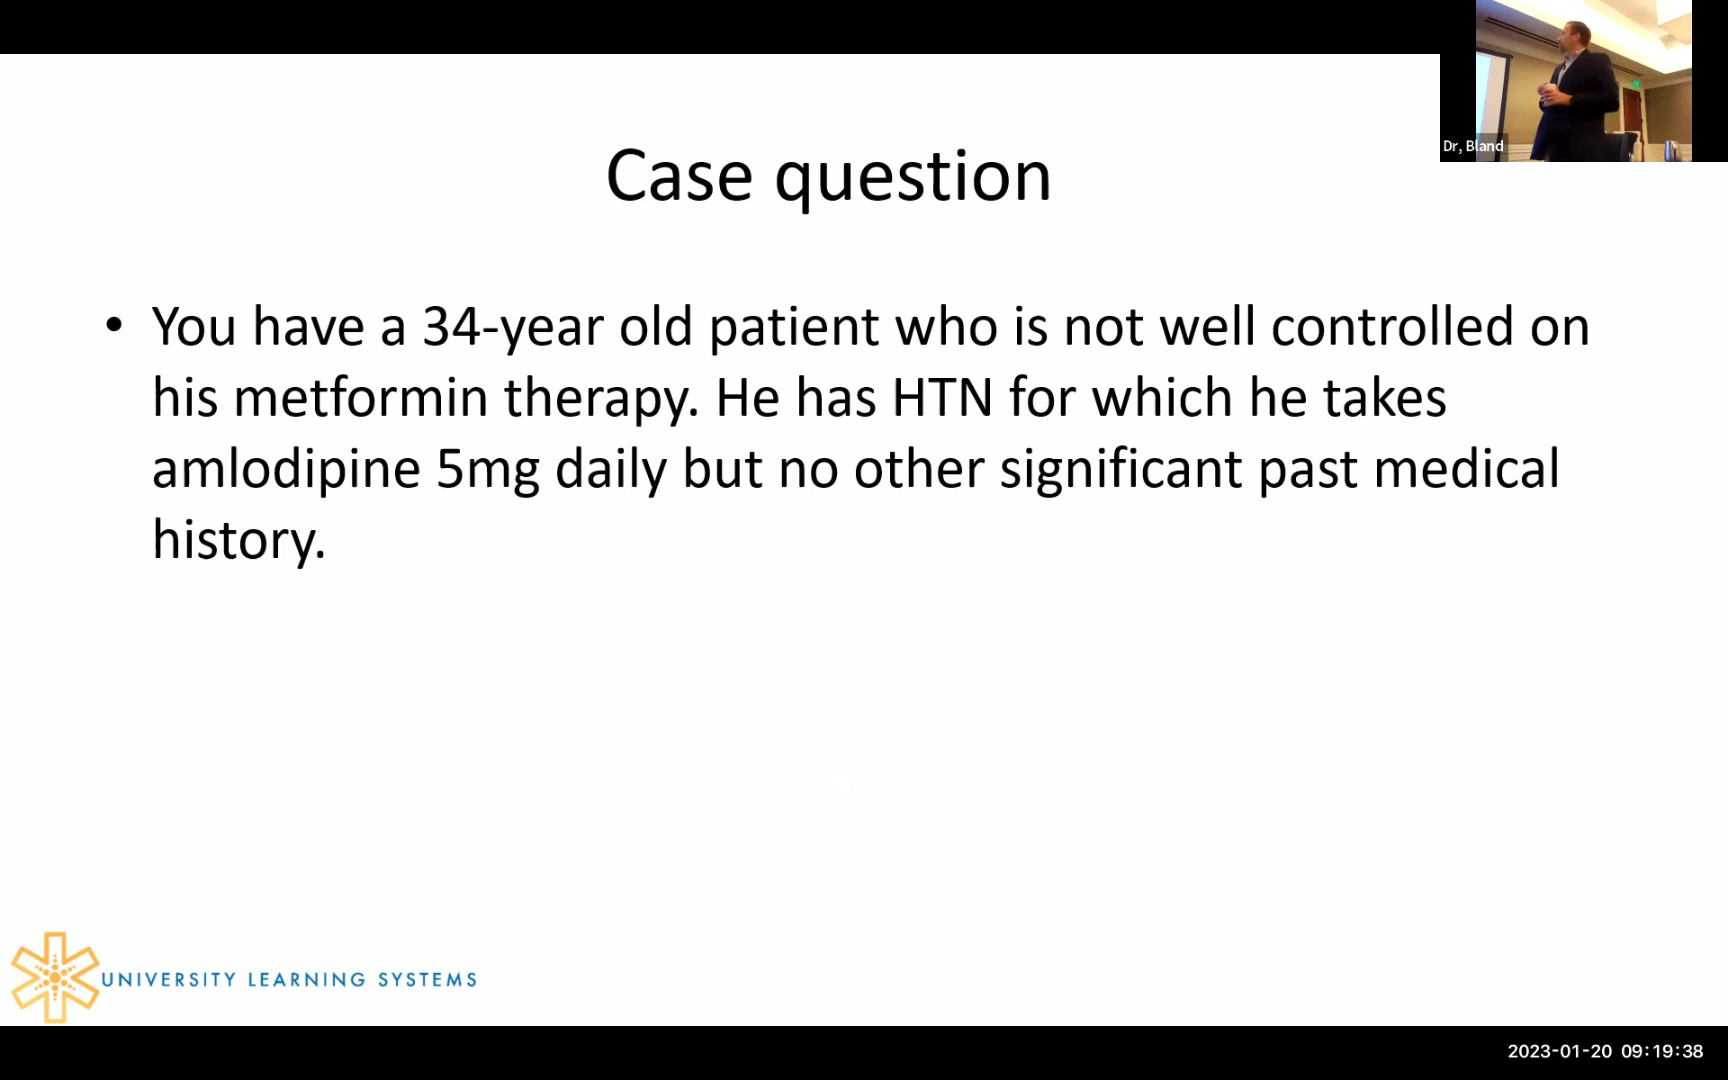 Dr, Bland
Case question
• You have a 34-year old patient who is not well controlled on
his metformin therapy. He has HTN for which he takes
amlodipine 5mg daily but no other significant past medical
history.
UNIVERSITY LEARNING SYSTEMS
2023-01-20 09:19:38